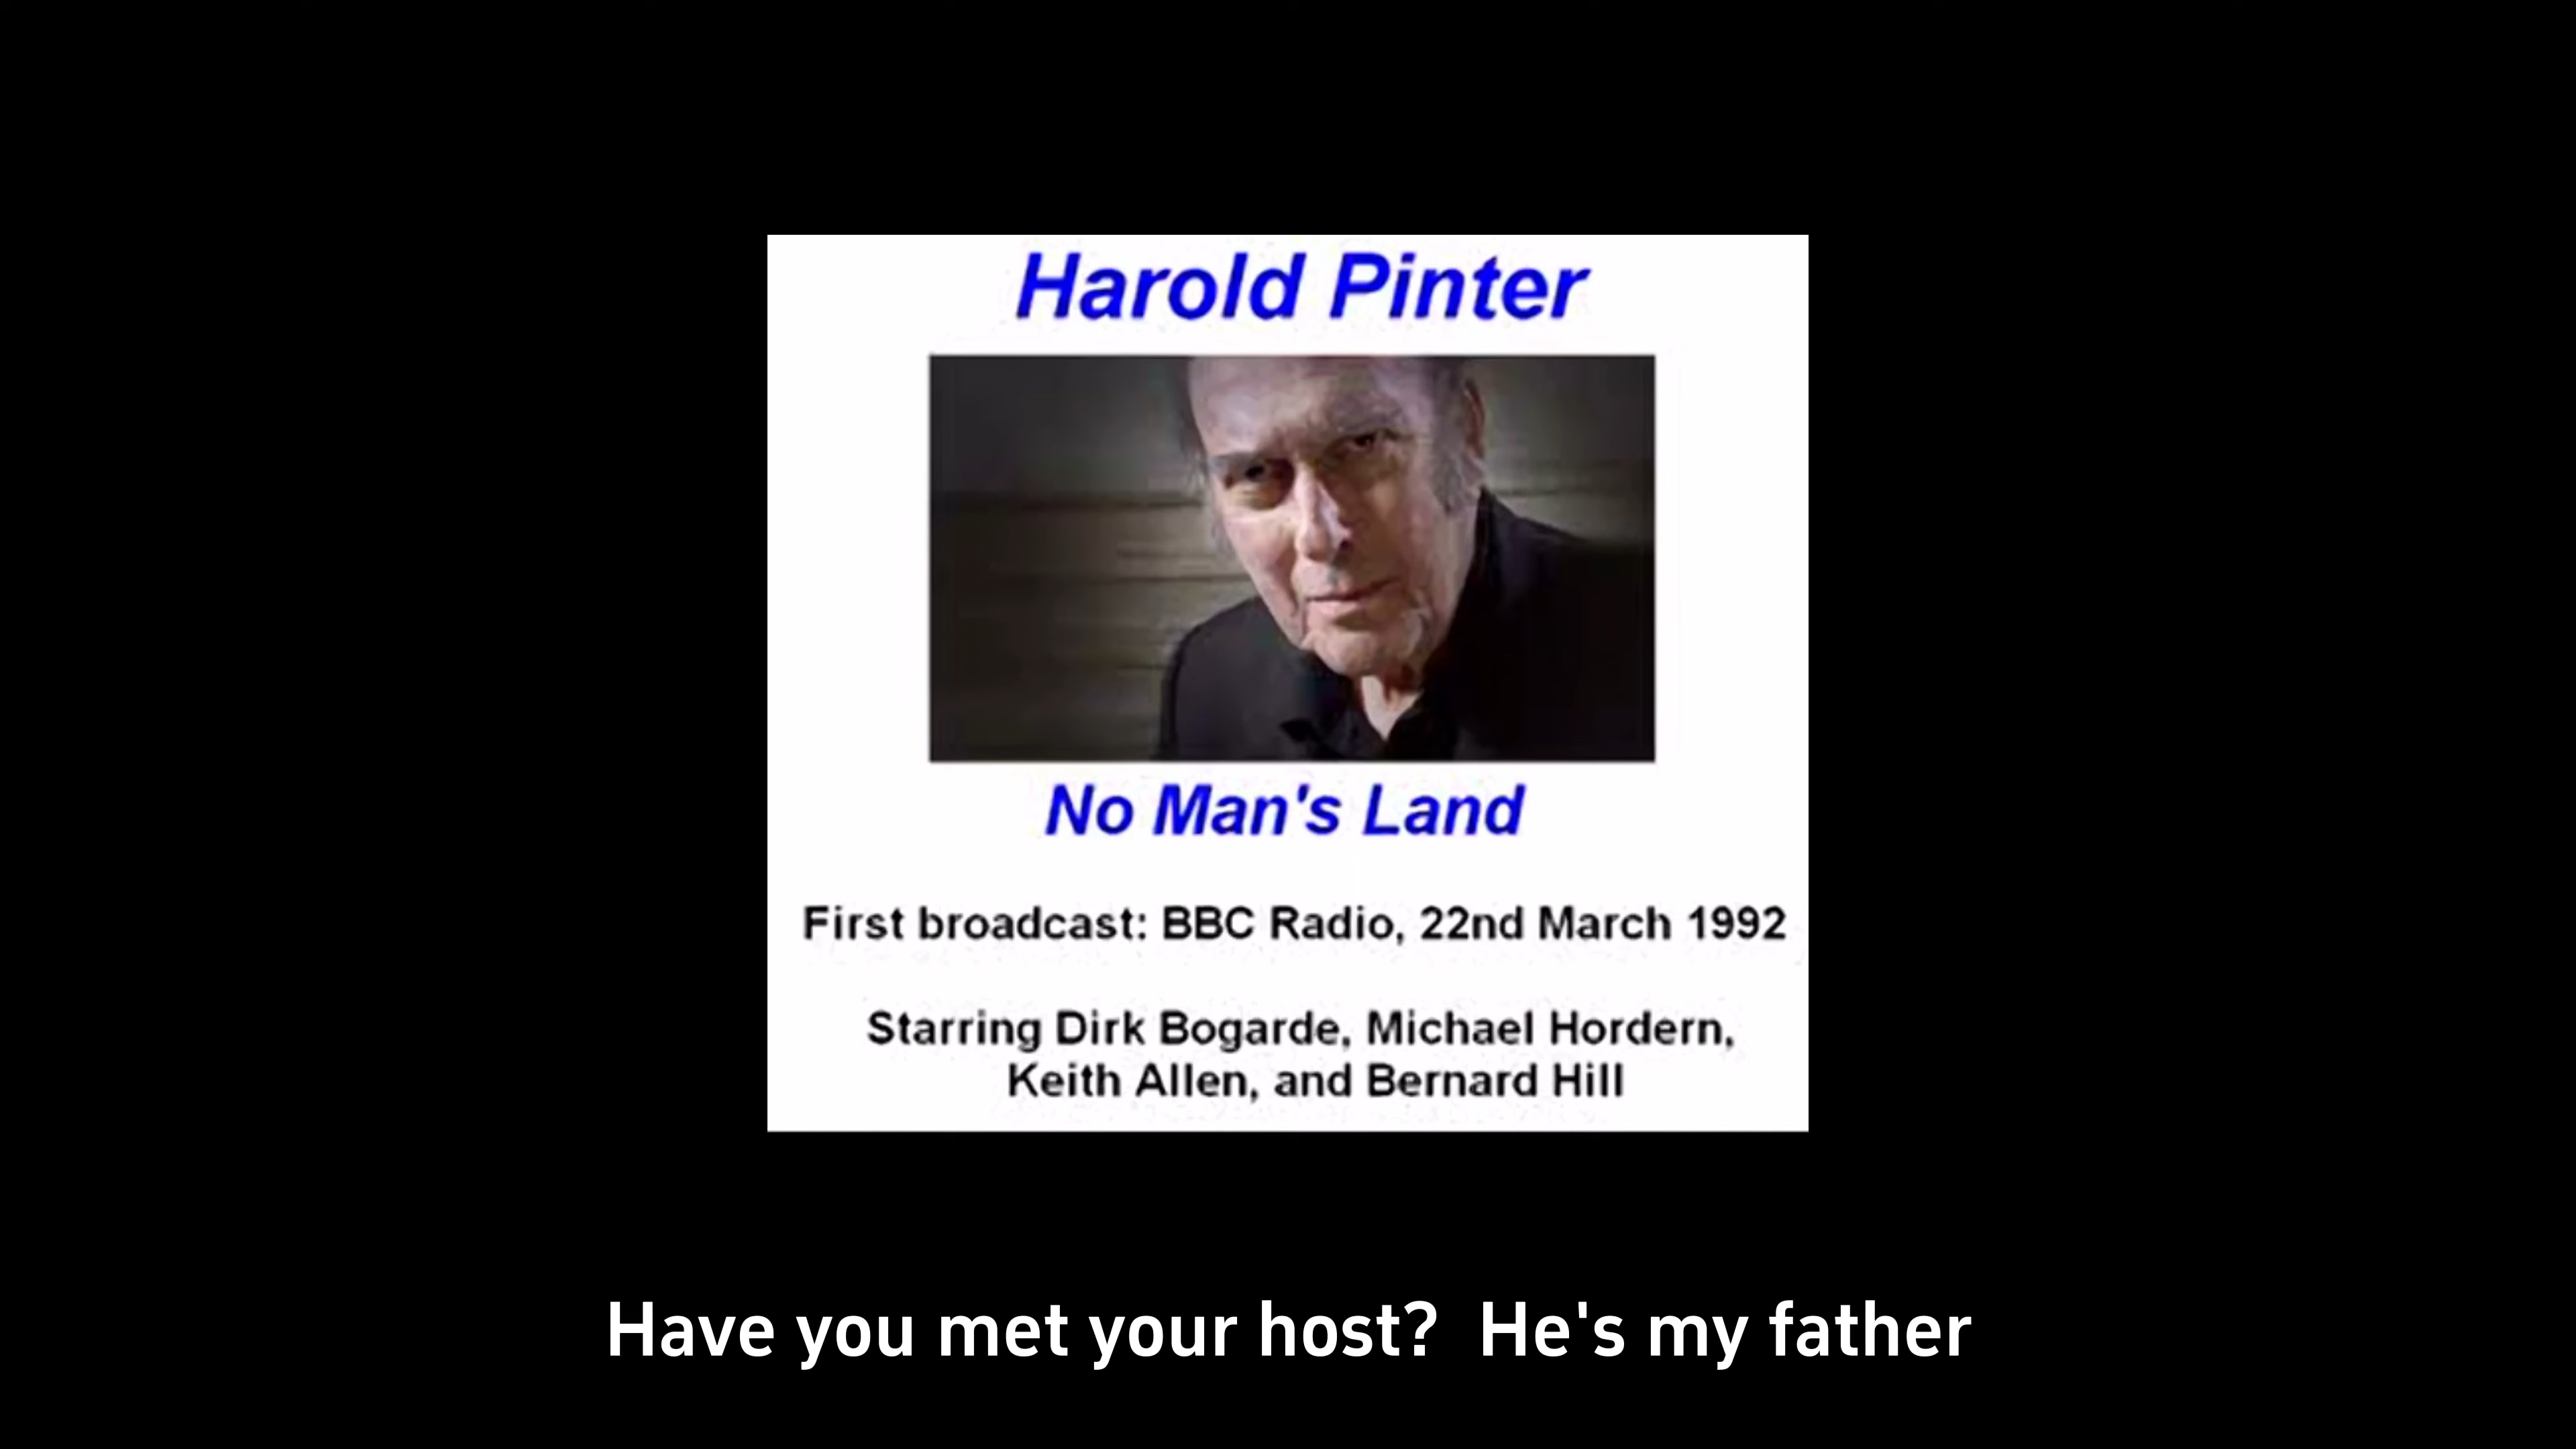 Harold Pinter
No Man's Land
First broadcast: BBC Radio, 22nd March 1992
Starring Dirk Bogarde, Michael Hordern,
Keith Allen, and Bernard Hill
Have you met your host?  He's my father